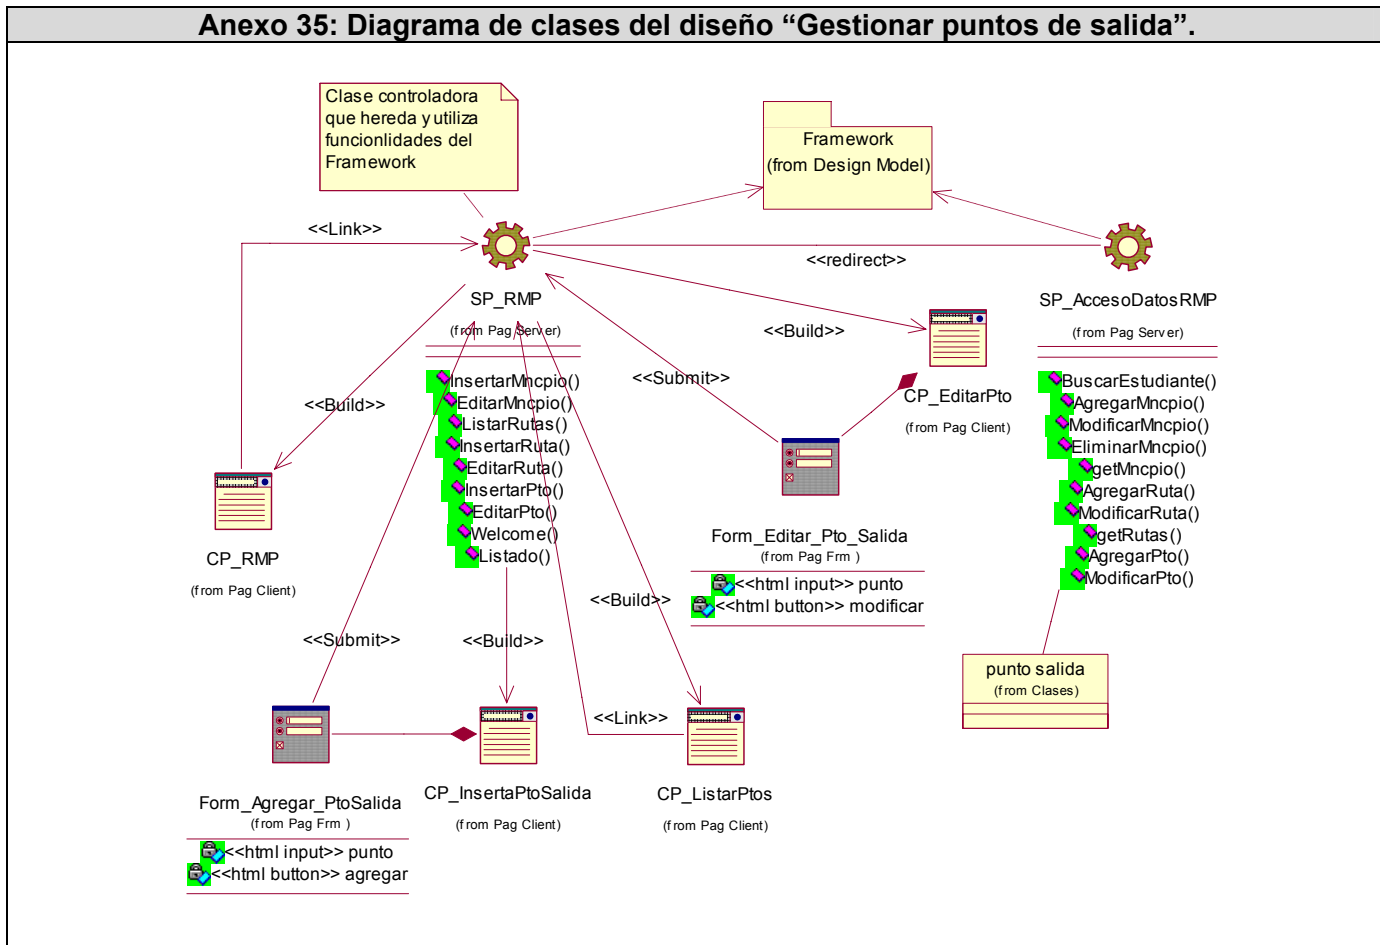 Anexo 35: Diagrama de clases del diseño “Gestionar puntos de salida”.
Clase controladora
que hereda y utiliza
funcionlidades del
Framework
Framework
(from Design Model)
<<Link>>
<<redirect>>
SP_RMP
(from Pag Server)
InsertarMncpio()
EditarMncpio()
ListarRutas()
InsertarRuta()
EditarRuta()
InsertarPto()
EditarPto()
Welcome()
Listado()
SP_AccesoDatosRMP
(from Pag Server)
BuscarEstudiante()
AgregarMncpio()
ModificarMncpio()
EliminarMncpio()
getMncpio()
AgregarRuta()
ModificarRuta()
getRutas()
AgregarPto()
ModificarPto()
<<Build>>
<<Submit>>
CP_EditarPto
(from Pag Client)
<<Build>>
CP_RMP
(from Pag Client)
Form_Editar_Pto_Salida
(from Pag Frm )
<<html input>> punto
<<html button>> modificar
<<Build>>
<<Submit>>
<<Build>>
<<Link>>
punto salida
(from Clases)
Form_Agregar_PtoSalida
(from Pag Frm )
<<html input>> punto
<<html button>> agregar
CP_InsertaPtoSalida
(from Pag Client)
CP_ListarPtos
(from Pag Client)